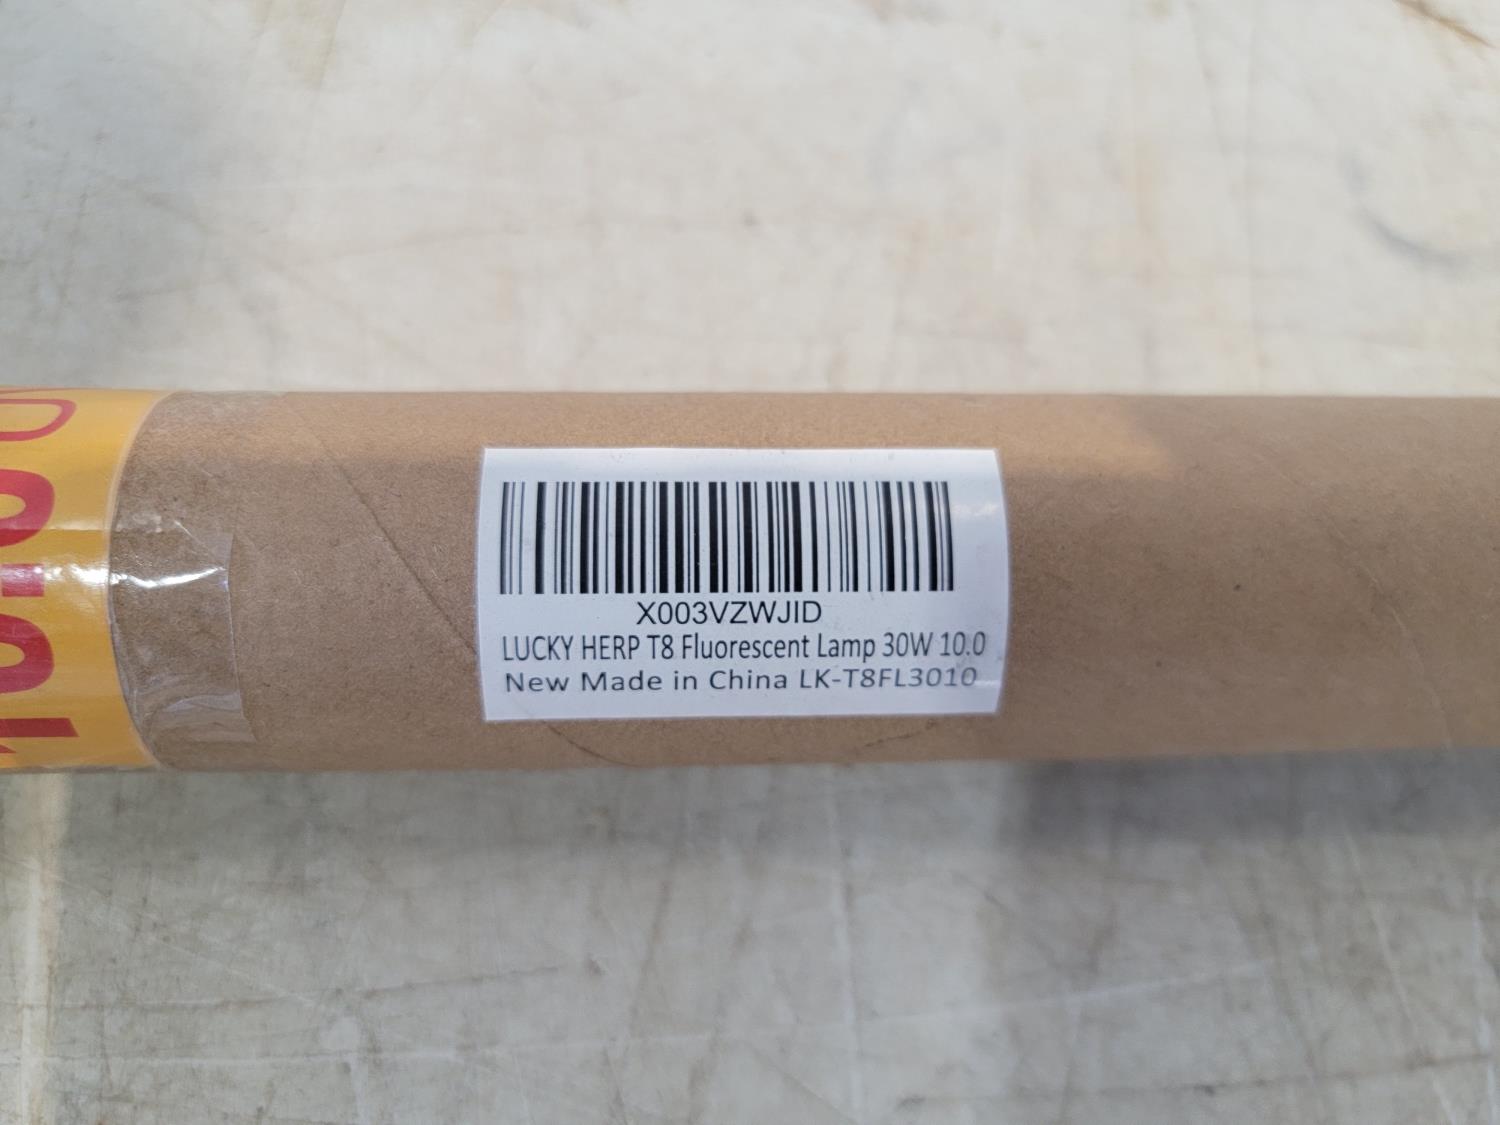 X003VZWJID
LUCKY HERP T8 Fluorescent Lamp 30W 10.0
New Made in China LK-T8FL3010